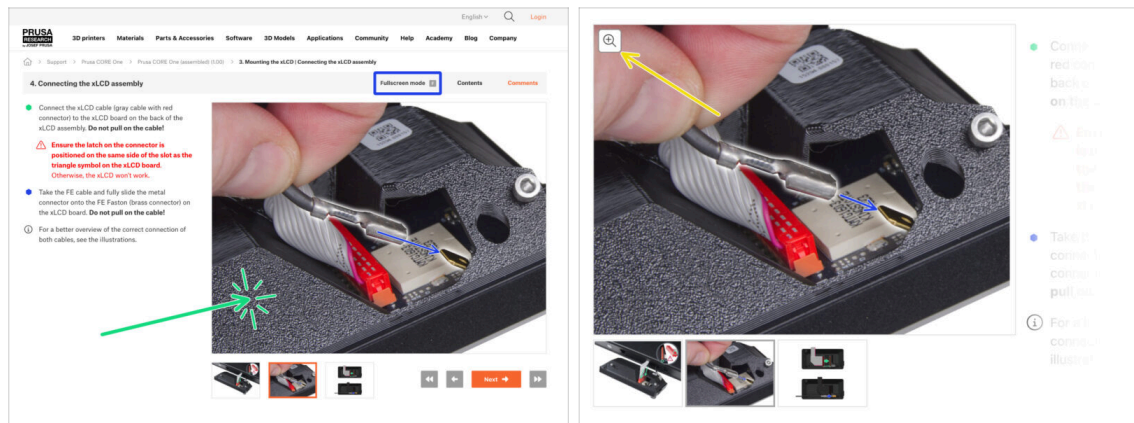 English
Login
PRUSA
RESEARCH
by JOSEF PRUSA
3D printers Materials Parts & Accessories Software 3D Models Applications Community Help Academy Blog Company
Support > Prusa CORE One > Prusa CORE One (assembled) (1.00) > 3. Mounting the xLCD | Connecting the xLCD assembly
4. Connecting the xLCD assembly
Fullscreen mode
Contents
Comments
Connect the xLCD cable (gray cable with red
connector) to the xLCD board on the back of the
xLCD assembly. Do not pull on the cable!
Ensure the latch on the connector is
positioned on the same side of the slot as the
triangle symbol on the xLCD board.
Otherwise, the xLCD won't work.
Take the FE cable and fully slide the metal
connector onto the FE Faston (brass connector) on
the xLCD board. Do not pull on the cable!
For a better overview of the correct connection of
both cables, see the illustrations.
Next
red
on
Take
pull
For